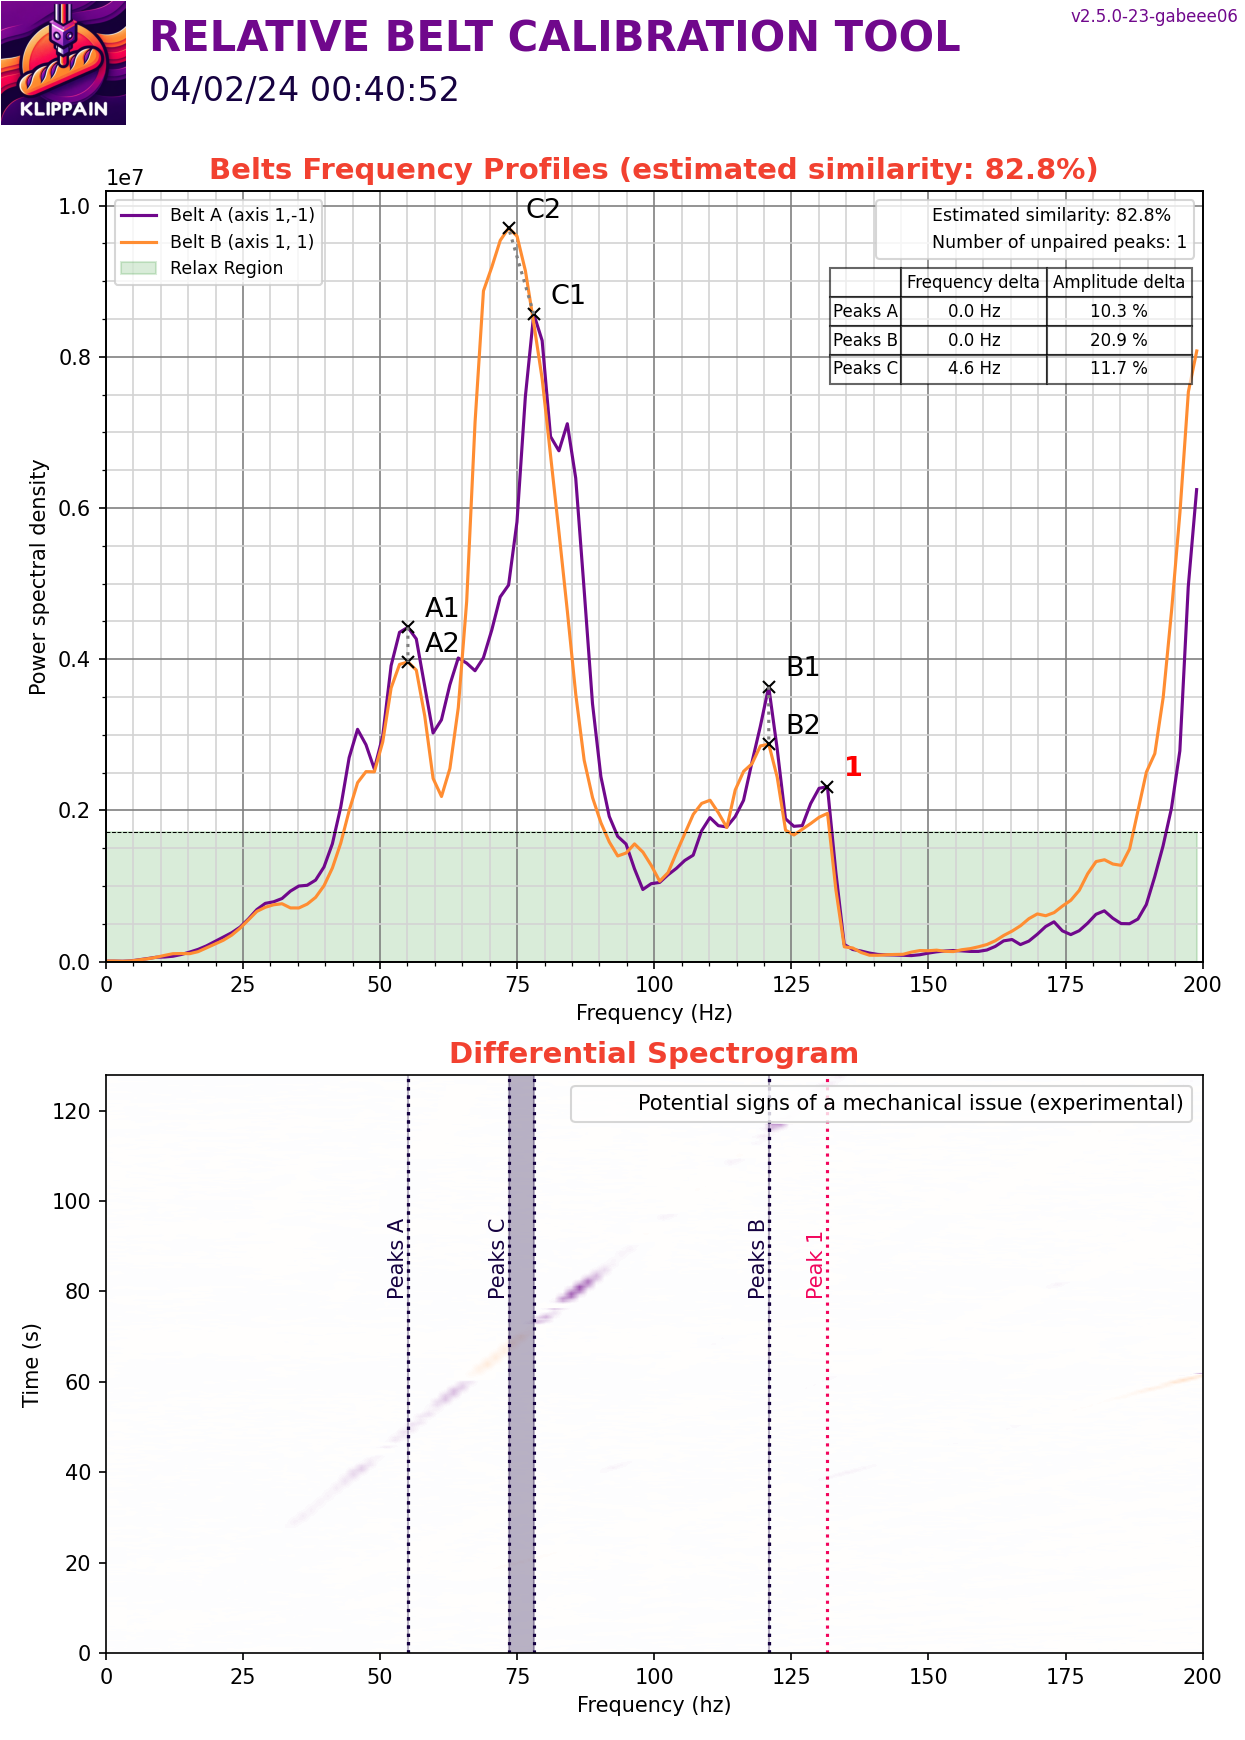 v2.5.0-23-gabeee06
RELATIVE BELT CALIBRATION TOOL
04/02/24 00:40:52
KLIPPAIN
Belts Frequency Profiles (estimated similarity: 82.8%)
1e7
Belt A (axis 1,-1)
Belt B (axis 1, 1)
Relax Region
Estimated similarity: 82.8%
Number of unpaired peaks: 1
Frequency delta Amplitude delta
Peaks A 0.0 Hz 10.3 %
Peaks B 0.0 Hz 20.9 %
Peaks C 4.6 Hz 11.7 %
C2
C1
A1
A2
B1
B2
1
Power spectral density
1.0
0.8
0.6
0.4
0.2
0.0
0 25 50 75 100 125 150 175 200
Frequency (Hz)
Differential Spectrogram
Potential signs of a mechanical issue (experimental)
Peaks A
Peaks C
Peaks B
Peak 1
Time (s)
120
100
80
60
40
20
0
0 25 50 75 100 125 150 175 200
Frequency (hz)